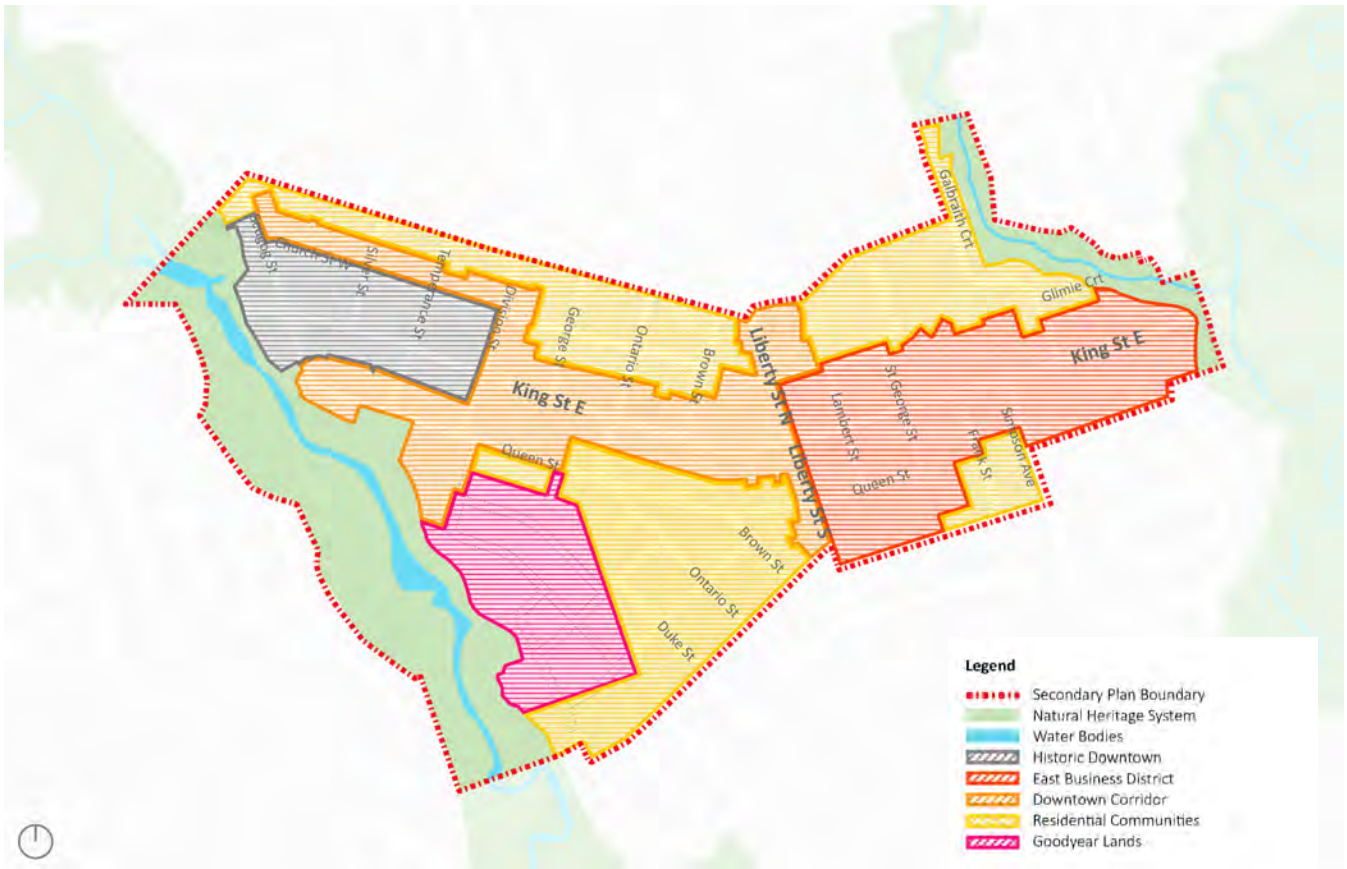 Galbraith Crt
Glimie Crt
Church St W
Silver St
Temperance St
Division St
George St
Ontario St
Brown St
Liberty St N
King St E
King St E
St George St
Lambert St
Simpson Ave
Frank St
Queen St
Queen St
Liberty St S
Brown St
Ontario St
Duke St
Legend
Secondary Plan Boundary
Natural Heritage System
Water Bodies
Historic Downtown
East Business District
Downtown Corridor
Residential Communities
Goodyear Lands